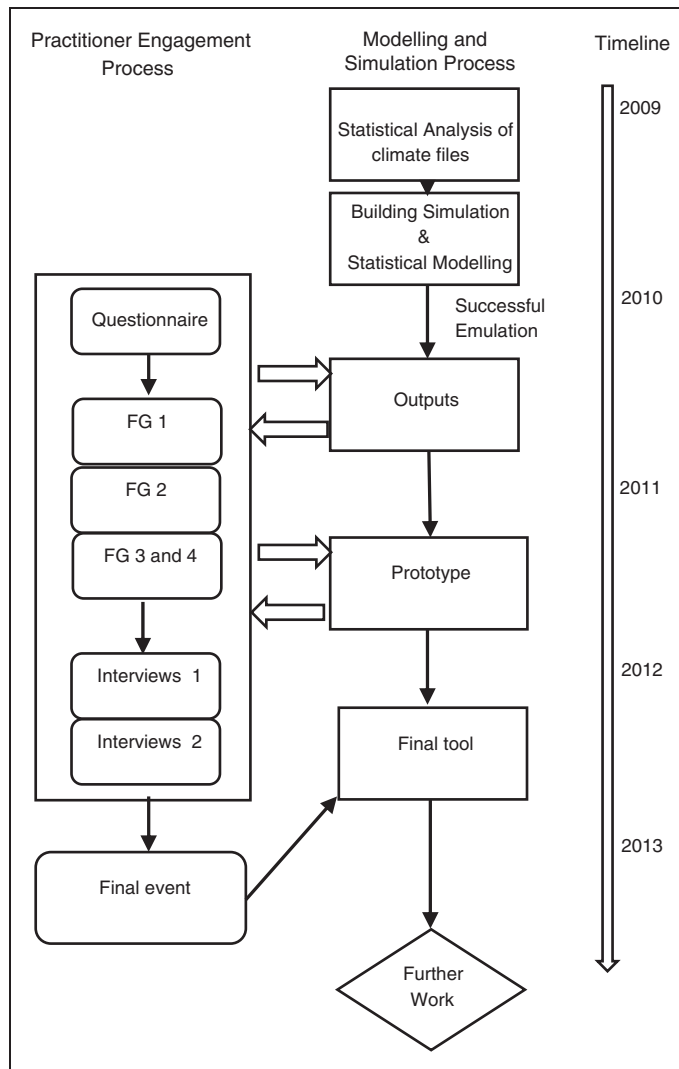 Practitioner Engagement
Process
Modelling and
Simulation Process
Timeline
2009
Statistical Analysis of
climate files
Building Simulation
&
Statistical Modelling
2010
Successful
Emulation
Questionnaire
Outputs
FG 1
FG 2
2011
FG 3 and 4
Prototype
Interviews 1
2012
Interviews 2
Final tool
2013
Final event
Further
Work